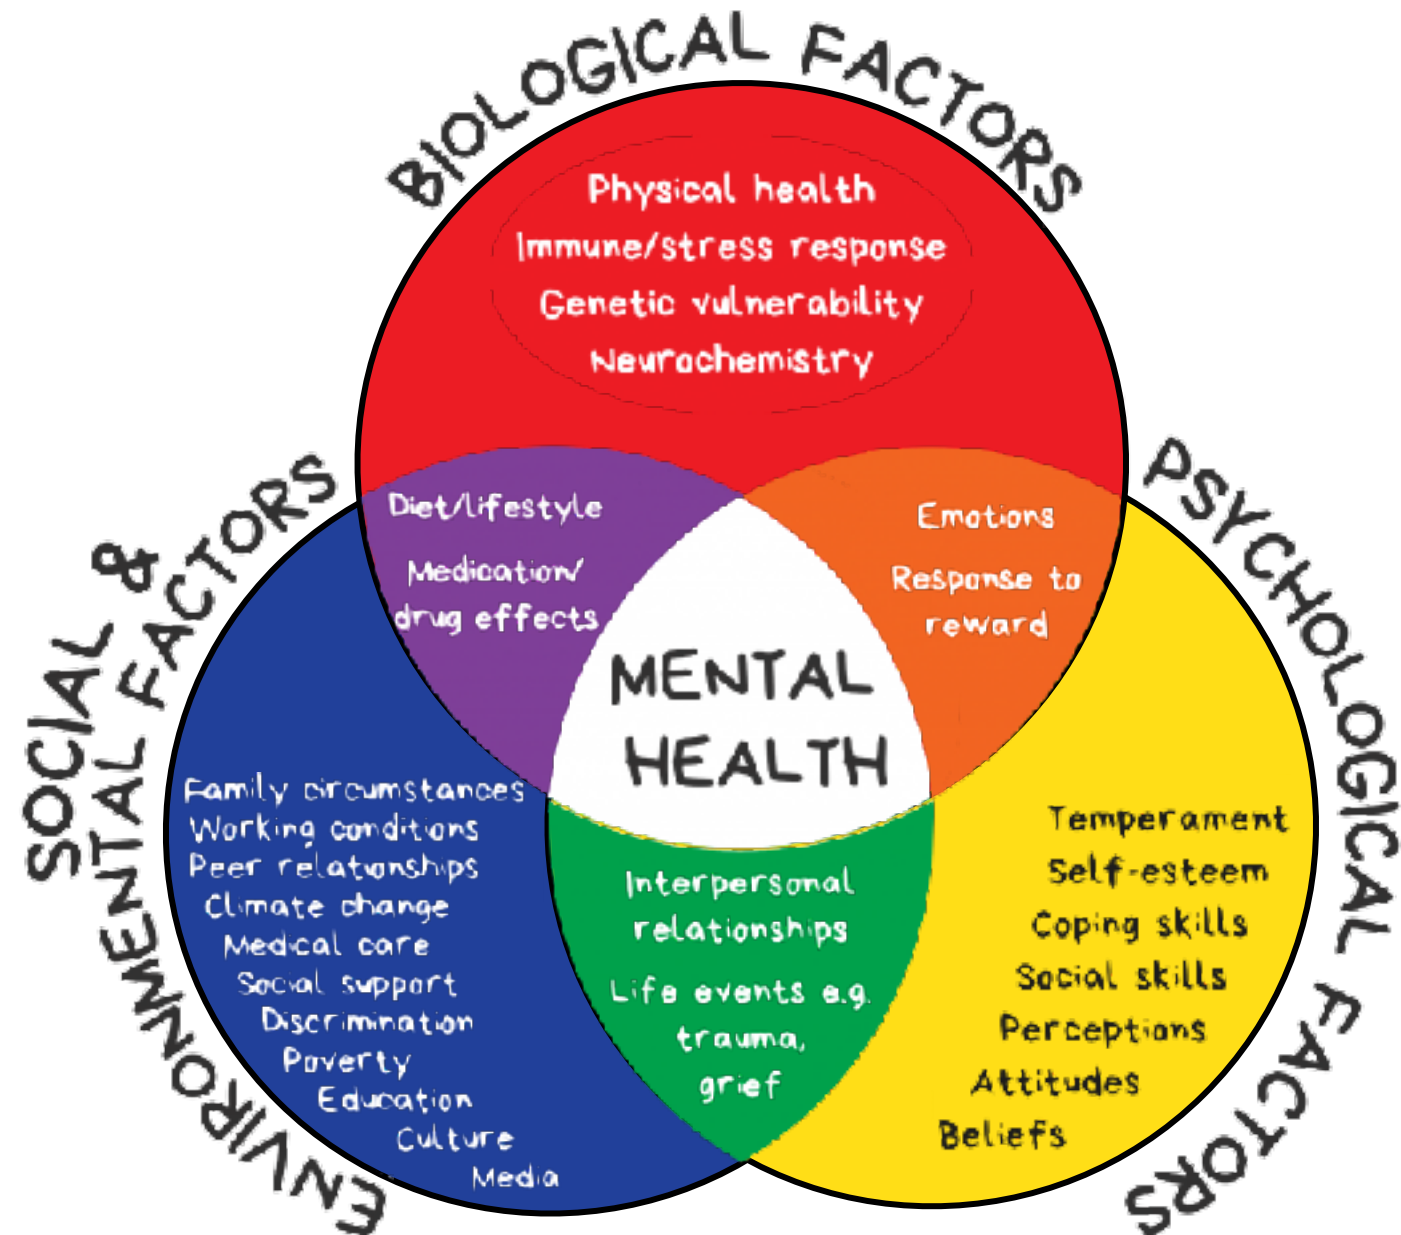 BIOLOGICAL FACTORS
Physical health
Immune/stress response
Genetic vulnerability
Neurochemistry
SOCIAL &
ENVIRONMENTAL FACTORS
PSYCHOLOGICAL FACTORS
Diet/lifestyle
Medication/
drug effects
Emotions
Response to
reward
MENTAL
HEALTH
Family circumstances
Working conditions
Peer relationships
Climate change
Medical care
Social support
Discrimination
Poverty
Education
Culture
Media
Interpersonal
relationships
Life events e.g.
trauma,
grief
Temperament
Self-esteem
Coping skills
Social skills
Perceptions
Attitudes
Beliefs